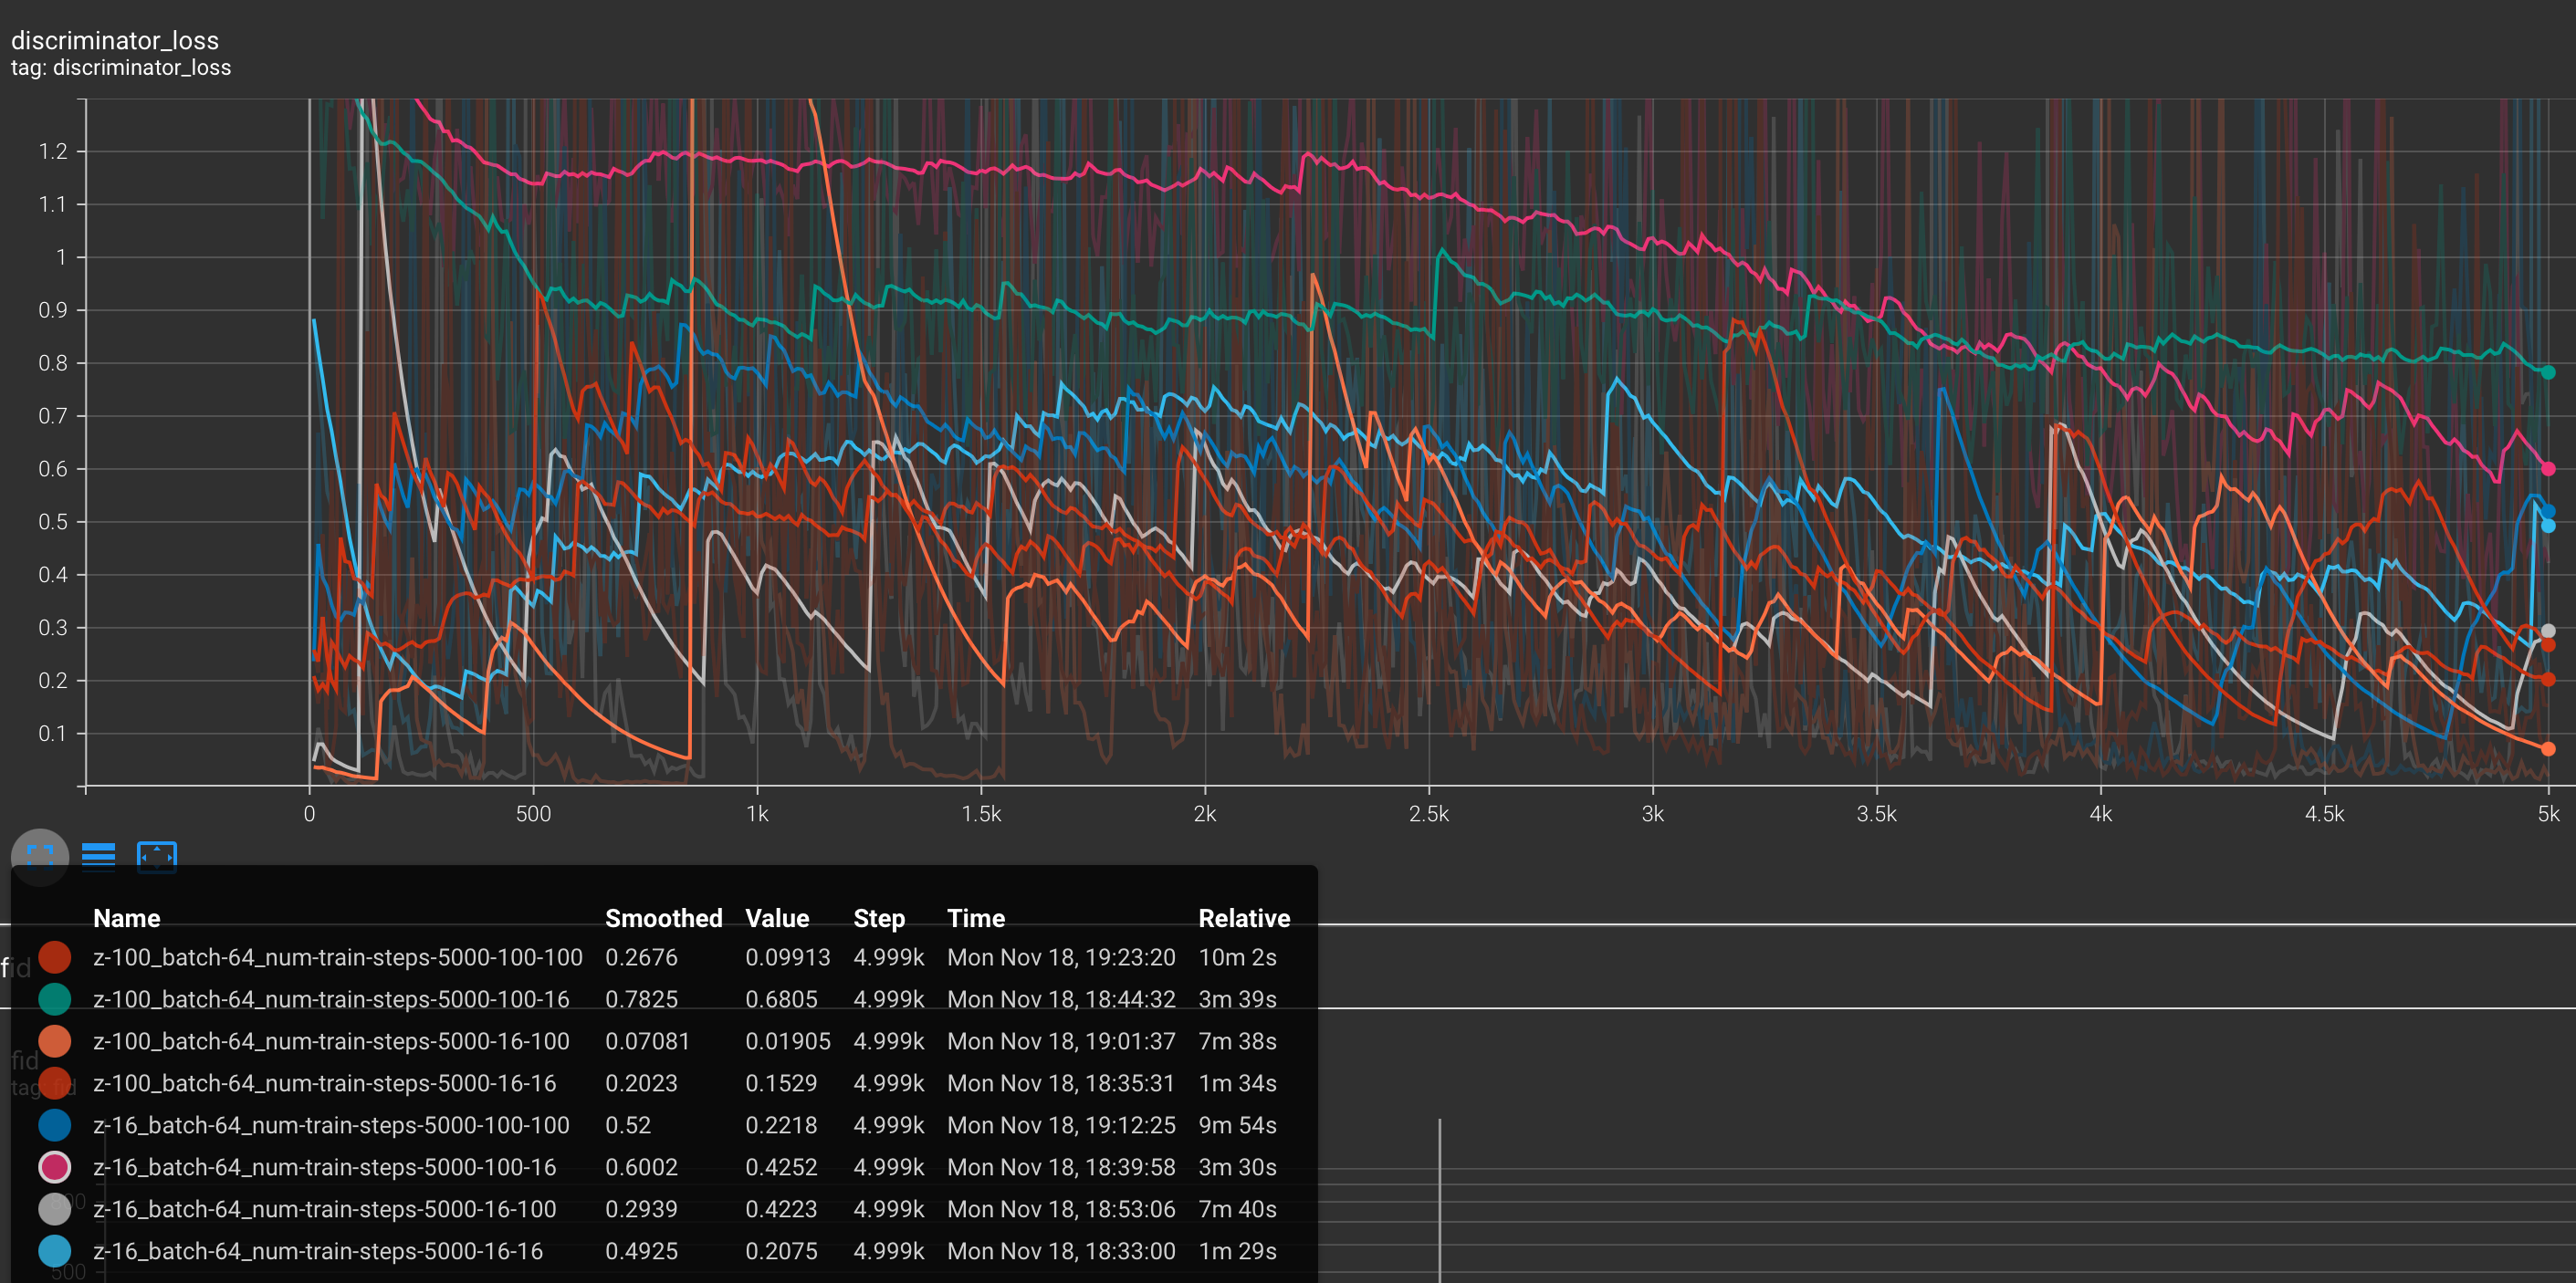 discriminator_loss
tag: discriminator_loss
1.2
1.1
1
0.9
0.8
0.7
0.6
0.5
0.4
0.3
0.2
0.1
0 500 1k 1.5k 2k 2.5k 3k 3.5k 4k 4.5k 5k
Name Smoothed Value Step Time Relative
z-100_batch-64_num-train-steps-5000-100-100 0.2676 0.09913 4.999k Mon Nov 18, 19:23:20 10m 2s
fid
z-100_batch-64_num-train-steps-5000-100-16 0.7825 0.6805 4.999k Mon Nov 18, 18:44:32 3m 39s
z-100_batch-64_num-train-steps-5000-16-100 0.07081 0.01905 4.999k Mon Nov 18, 19:01:37 7m 38s
fid
z-100_batch-64_num-train-steps-5000-16-16 0.2023 0.1529 4.999k Mon Nov 18, 18:35:31 1m 34s
tag: fid
z-16_batch-64_num-train-steps-5000-100-100 0.52 0.2218 4.999k Mon Nov 18, 19:12:25 9m 54s
z-16_batch-64_num-train-steps-5000-100-16 0.6002 0.4252 4.999k Mon Nov 18, 18:39:58 3m 30s
z-16_batch-64_num-train-steps-5000-16-100 0.2939 0.4223 4.999k Mon Nov 18, 18:53:06 7m 40s
z-16_batch-64_num-train-steps-5000-16-16 0.4925 0.2075 4.999k Mon Nov 18, 18:33:00 1m 29s
500